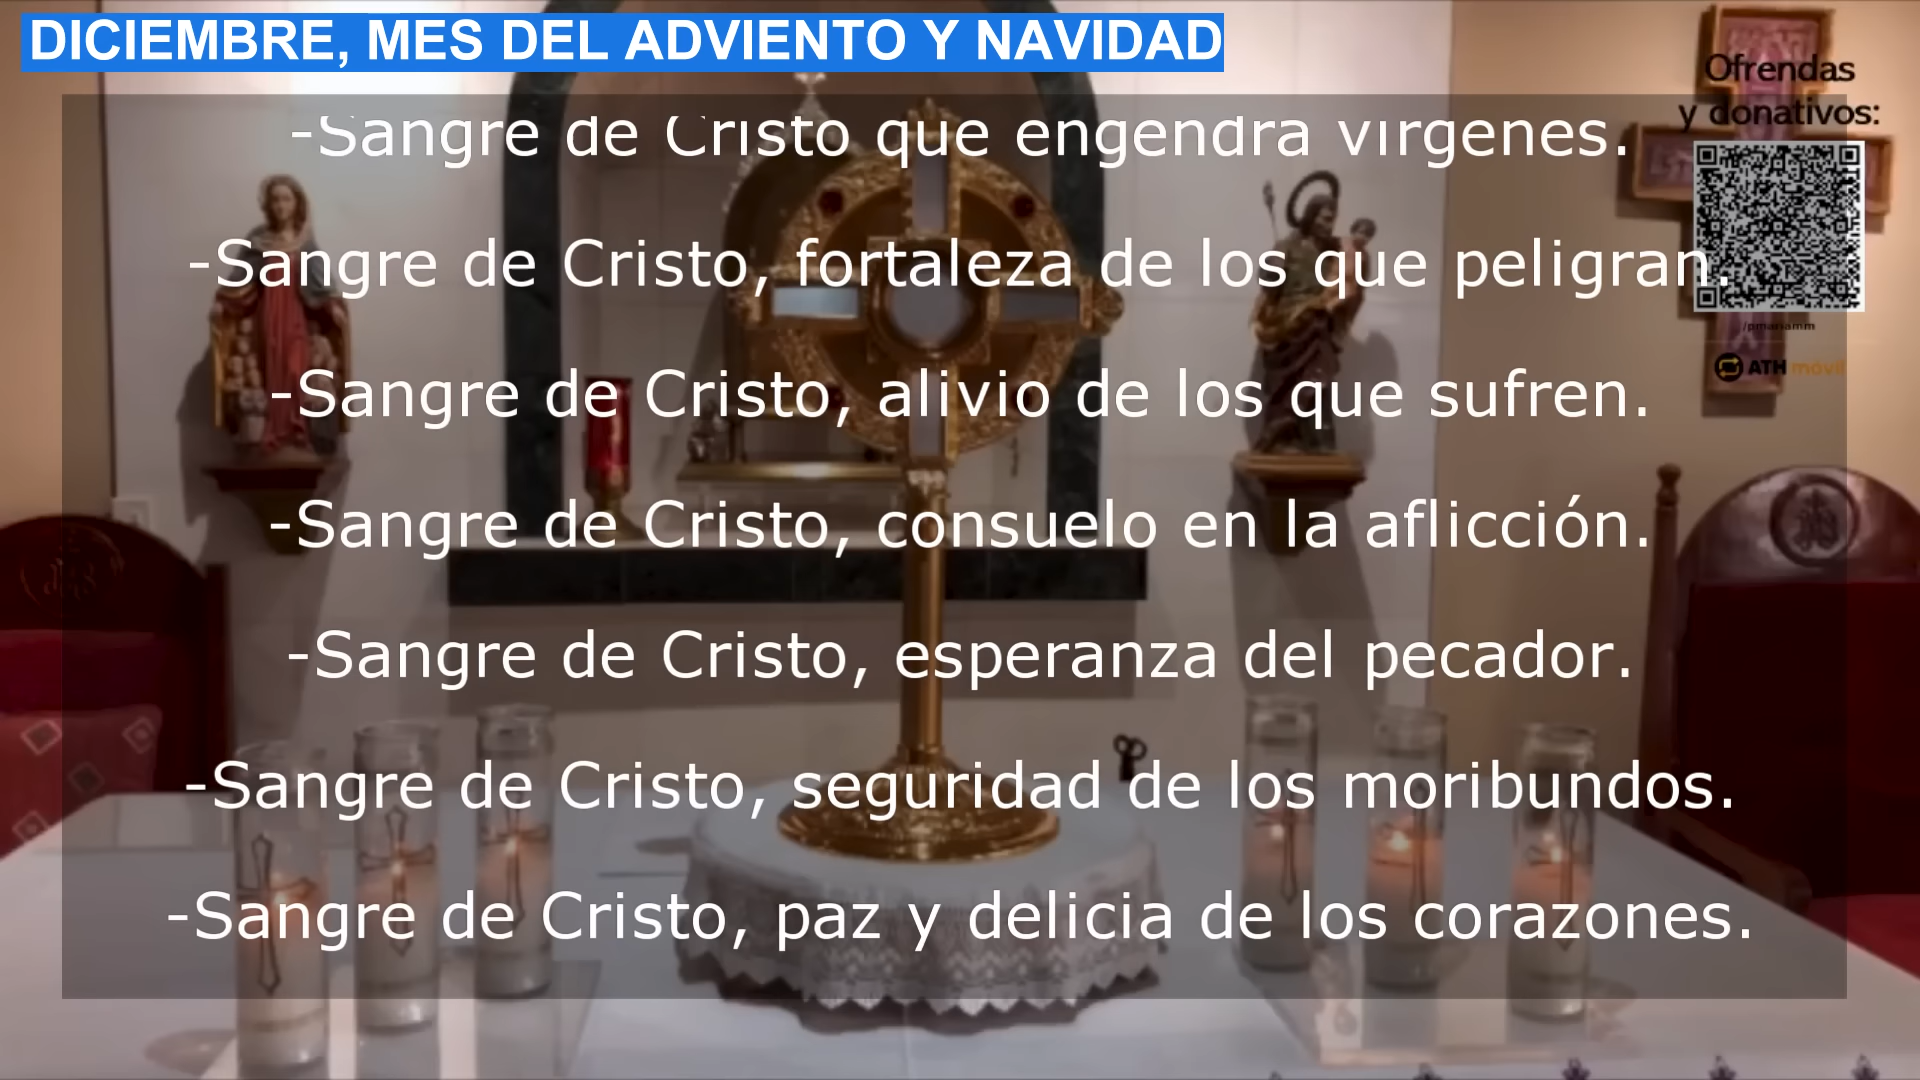 DICIEMBRE, MES DEL ADVIENTO Y NAVIDAD
Ofrendas
y donativos:
-Sangre de Cristo que engendra vírgenes.
-Sangre de Cristo, fortaleza de los que peligran.
-Sangre de Cristo, alivio de los que sufren.
-Sangre de Cristo, consuelo en la aflicción.
-Sangre de Cristo, esperanza del pecador.
-Sangre de Cristo, seguridad de los moribundos.
-Sangre de Cristo, paz y delicia de los corazones.
/pmariamm
ATH móvil